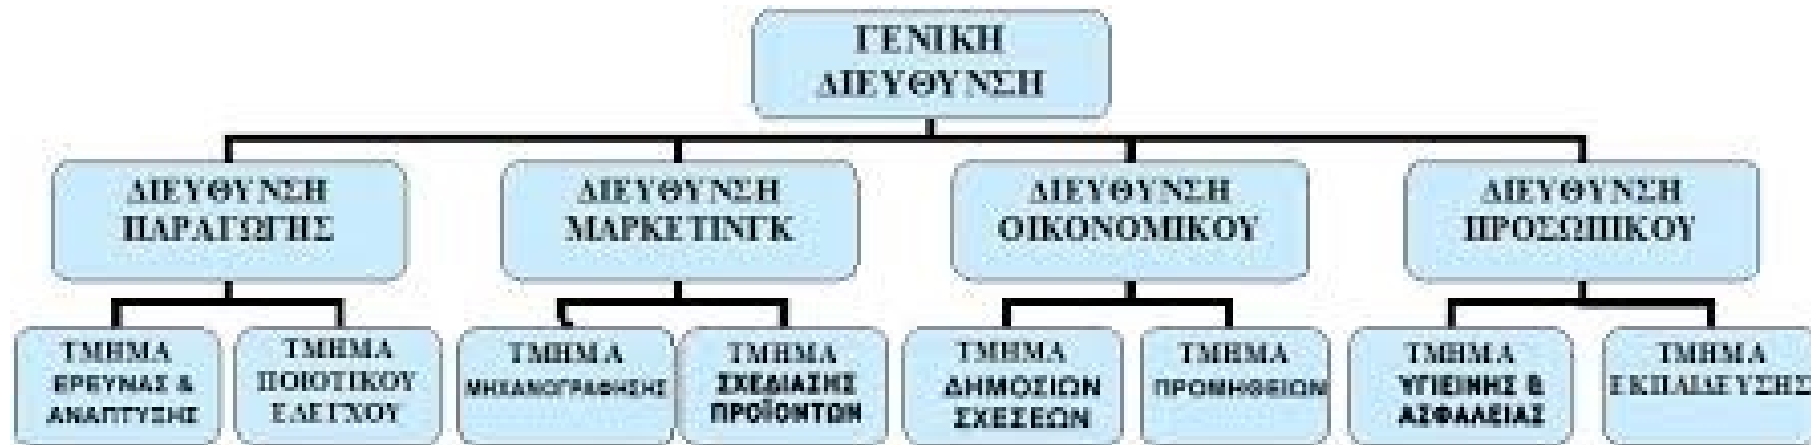 ΓΕΝΙΚΗ
ΔΙΕΥΘΥΝΣΗ
ΔΙΕΥΘΥΝΣΗ
ΠΑΡΑΓΩΓΗΣ
ΔΙΕΥΘΥΝΣΗ
ΜΑΡΚΕΤΙΝΓΚ
ΔΙΕΥΘΥΝΣΗ
ΟΙΚΟΝΟΜΙΚΟΥ
ΔΙΕΥΘΥΝΣΗ
ΠΡΟΣΩΠΙΚΟΥ
ΤΜΗΜΑ
ΕΡΕΥΝΑΣ &
ΑΝΑΠΤΥΣΗΣ
ΤΜΗΜΑ
ΠΟΙΟΤΙΚΟΥ
ΕΛΕΓΧΟΥ
ΤΜΗΜΑ
ΜΗΧΑΝΟΓΡΑΦΗΣΗΣ
ΤΜΗΜΑ
ΣΧΕΔΙΑΣΗΣ
ΠΡΟΪΟΝΤΩΝ
ΤΜΗΜΑ
ΔΗΜΟΣΙΩΝ
ΣΧΕΣΕΩΝ
ΤΜΗΜΑ
ΠΡΟΜΗΘΕΙΩΝ
ΤΜΗΜΑ
ΥΓΙΕΙΝΗΣ &
ΑΣΦΑΛΕΙΑΣ
ΤΜΗΜΑ
ΕΚΠΑΙΔΕΥΣΗΣ